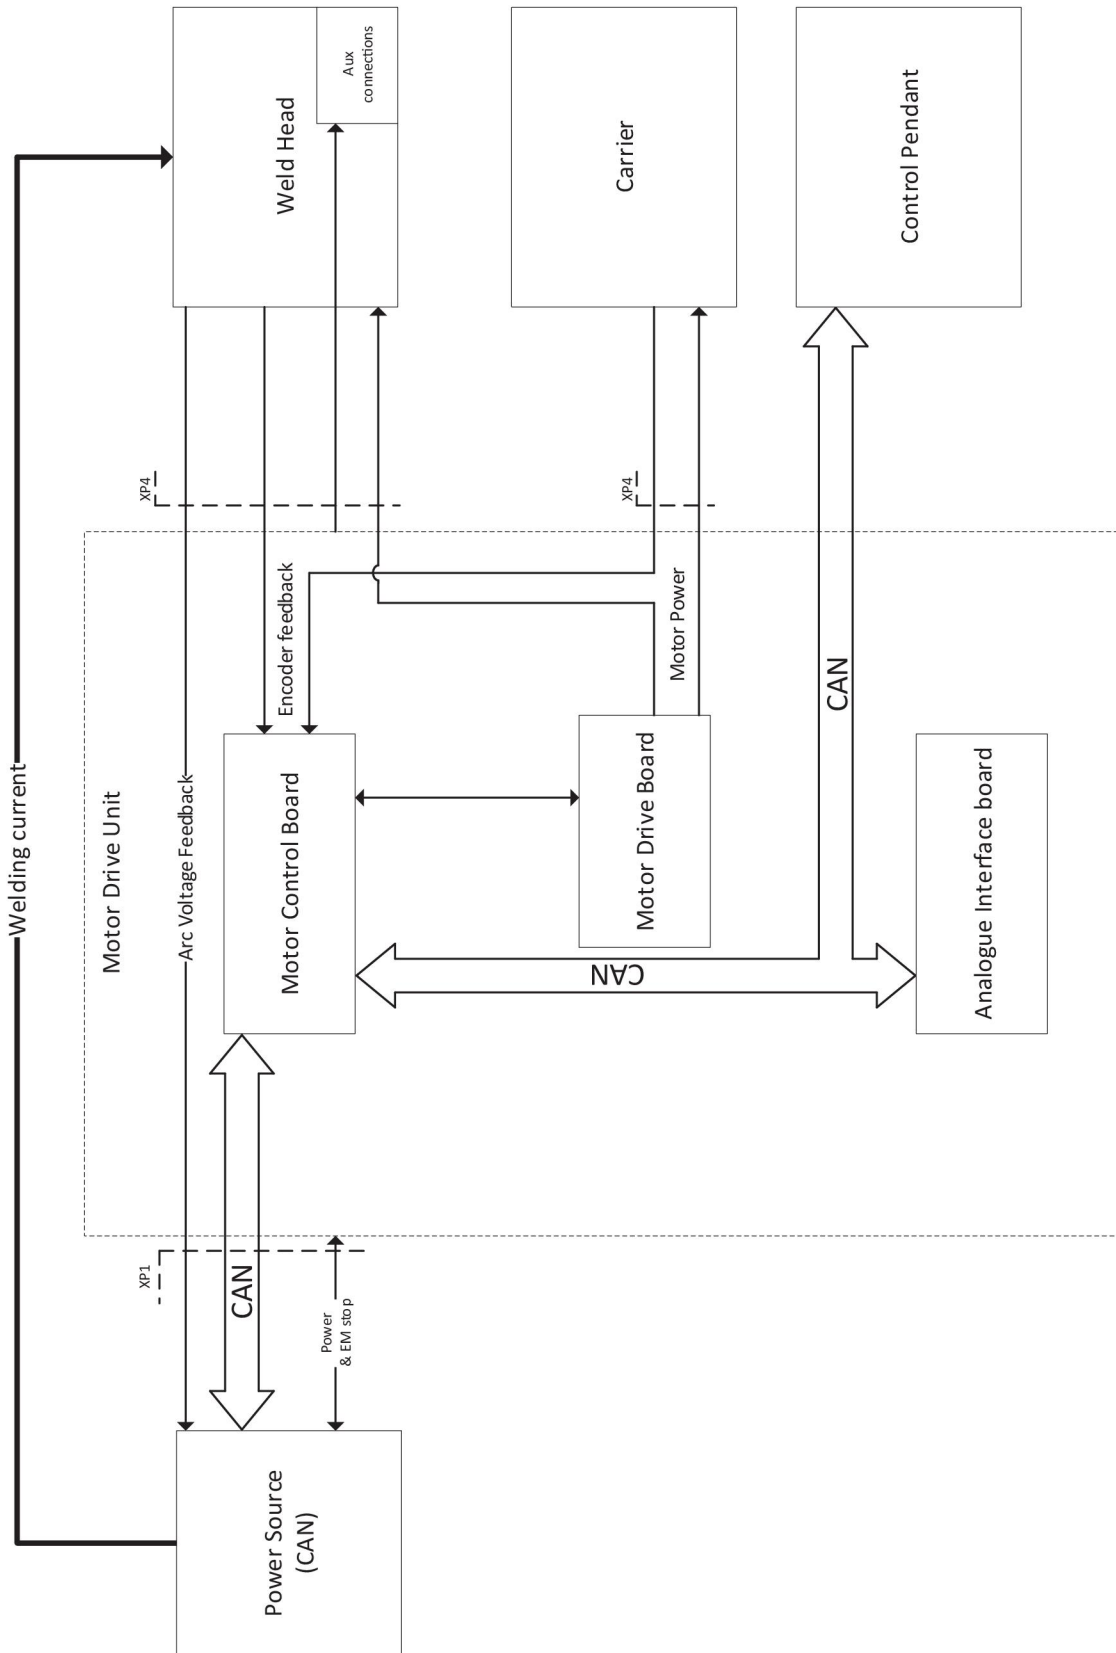 Welding current
Motor Drive Unit
Arc Voltage Feedback
XP1
XP4
Power Source
(CAN)
CAN
Power
& EM stop
Motor Control Board
Encoder feedback
Weld Head
Aux
connections
Motor Drive Board
Motor Power
XP4
Carrier
CAN
CAN
Analogue Interface board
Control Pendant